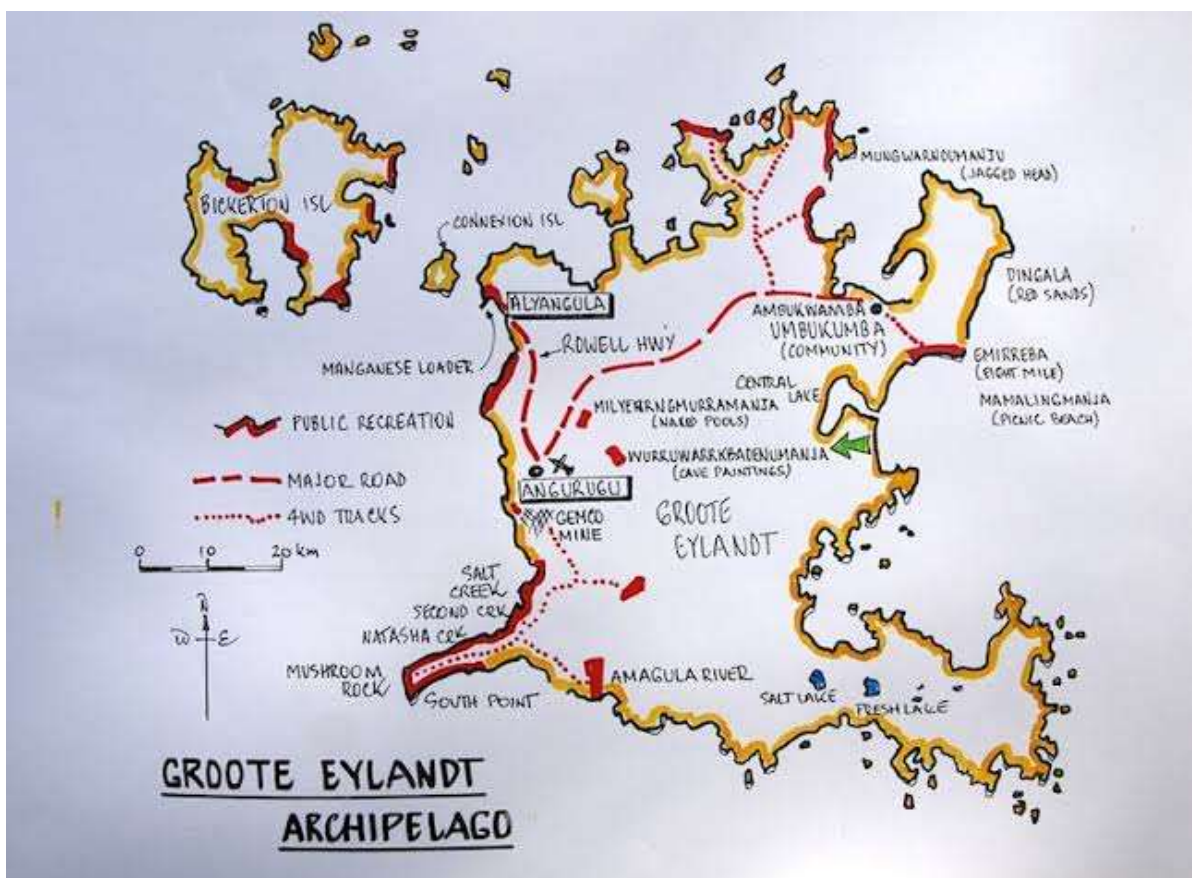 MUNGWARNDUMANJU
(JAGGED HEAD)
BICKERTON ISL
CONNEXION ISL
DINGALA
(RED SANDS)
ALYANGULA
AMBUKWAMBA
UMBUKUMBA
(COMMUNITY)
ROWELL HWY
MANGANESE LOADER
EMIRREBA
(EIGHT MILE)
CENTRAL
LAKE
MAMALINGMANJA
(PICNIC BEACH)
(NAKED POOLS)
PUBLIC RECREATION
WURRUWARRKBADENUMANJA
(CAVE PAINTINGS)
MAJOR ROAD
ANGURUGU
4WD TRACKS
GEMCO
MINE
GROOTE
EYLANDT
0 10 20 km
SALT
CREEK
SECOND CRK
NATASHA CRK
N
W E
MUSHROOM
ROCK
SOUTH POINT
AMAGULA RIVER
SALT LAKE
FRESH LAKE
GROOTE EYLANDT
ARCHIPELAGO